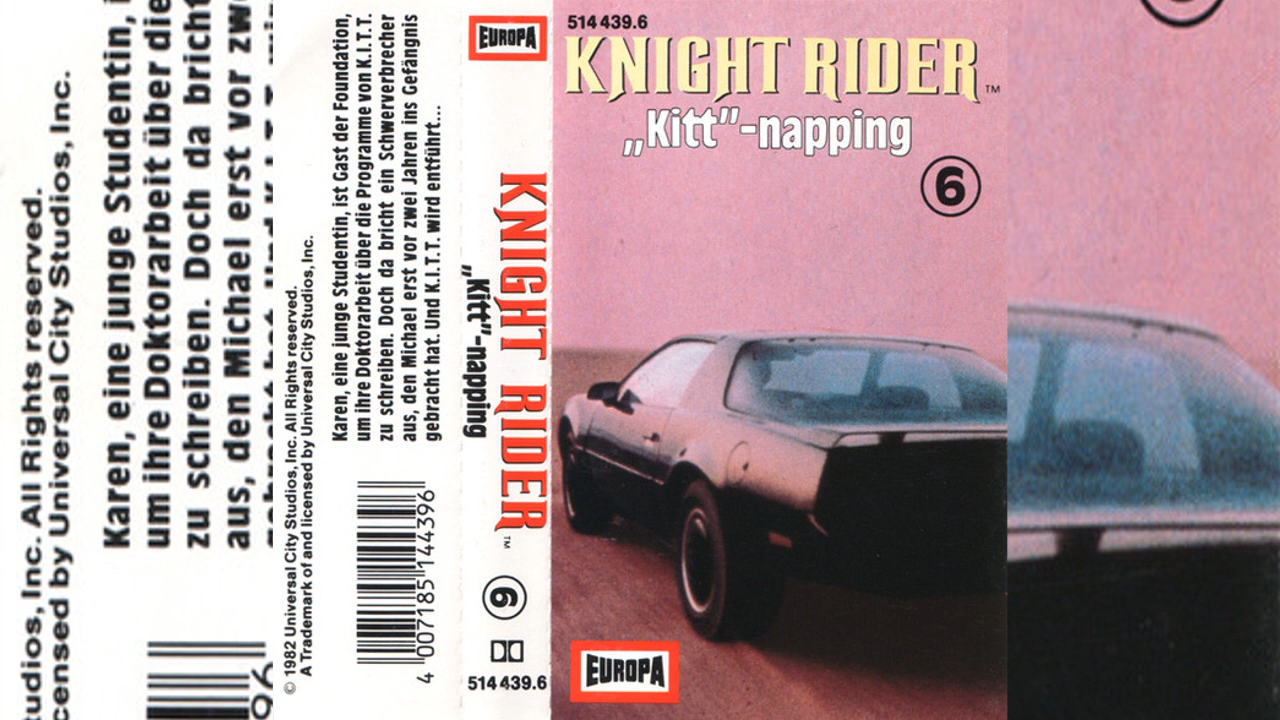 tudios, Inc. All Rights reserved.
censed by Universal City Studios, Inc.
Karen, eine junge Studentin, i
um ihre Doktorarbeit über die
zu schreiben. Doch da bricht
aus, den Michael erst vor zwe
96
© 1982 Universal City Studios, Inc. All Rights reserved.
A Trademark of and licensed by Universal City Studios, Inc.
Karen, eine junge Studentin, ist Gast der Foundation,
um ihre Doktorarbeit über die Programme von K.I.T.T.
zu schreiben. Doch da bricht ein Schwerverbrecher
aus, den Michael erst vor zwei Jahren ins Gefängnis
gebracht hat. Und K.I.T.T. wird entführt...
4 007185 144396
EUROPA
KNIGHT RIDER™
„Kitt”-napping
6
514 439.6
514 439.6
KNIGHT RIDER™
„Kitt”-napping
6
EUROPA